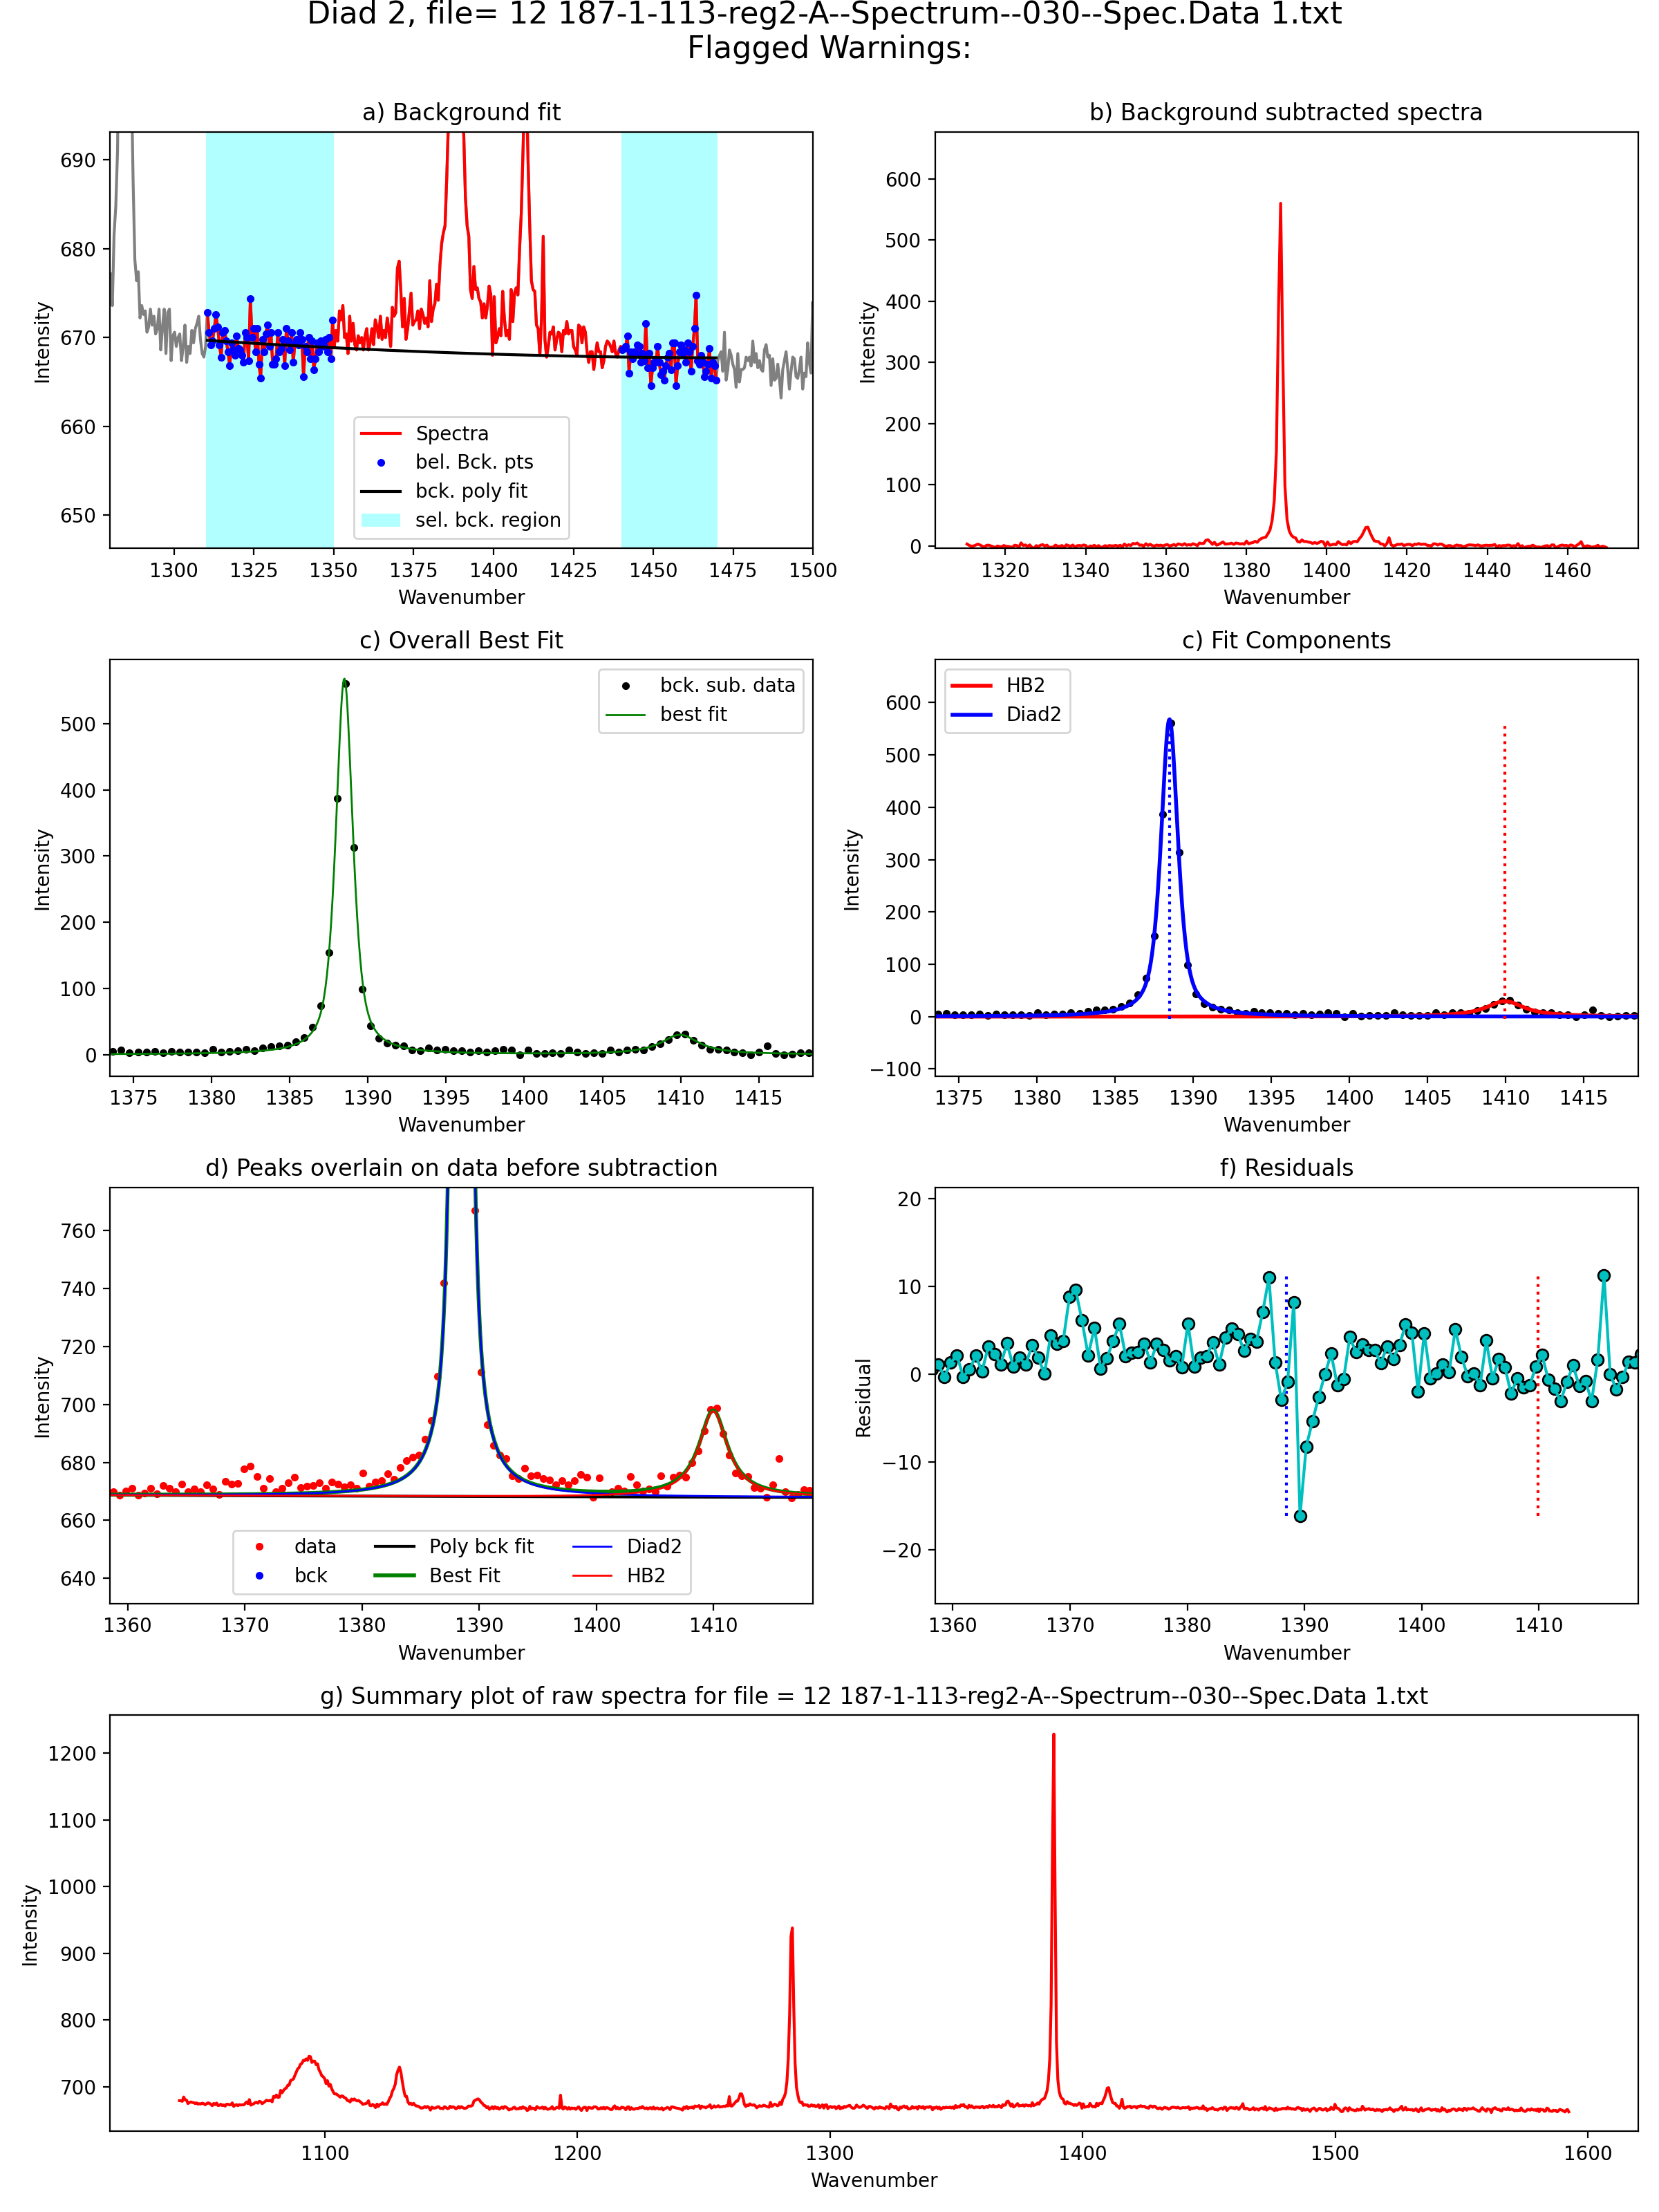 Diad 2, file= 12 187-1-113-reg2-A--Spectrum--030--Spec.Data 1.txt
Flagged Warnings:
a) Background fit
690
680
670
660
650
Intensity
Spectra
bel. Bck. pts
bck. poly fit
sel. bck. region
1300 1325 1350 1375 1400 1425 1450 1475 1500
Wavenumber
b) Background subtracted spectra
600
500
400
300
200
100
0
Intensity
1320 1340 1360 1380 1400 1420 1440 1460
Wavenumber
c) Overall Best Fit
500
400
300
200
100
0
Intensity
bck. sub. data
best fit
1375 1380 1385 1390 1395 1400 1405 1410 1415
Wavenumber
c) Fit Components
600
500
400
300
200
100
0
−100
Intensity
HB2
Diad2
1375 1380 1385 1390 1395 1400 1405 1410 1415
Wavenumber
d) Peaks overlain on data before subtraction
760
740
720
700
680
660
640
Intensity
data Poly bck fit Diad2
bck Best Fit HB2
1360 1370 1380 1390 1400 1410
Wavenumber
f) Residuals
20
10
0
−10
−20
Residual
1360 1370 1380 1390 1400 1410
Wavenumber
g) Summary plot of raw spectra for file = 12 187-1-113-reg2-A--Spectrum--030--Spec.Data 1.txt
1200
1100
1000
900
800
700
Intensity
1100 1200 1300 1400 1500 1600
Wavenumber